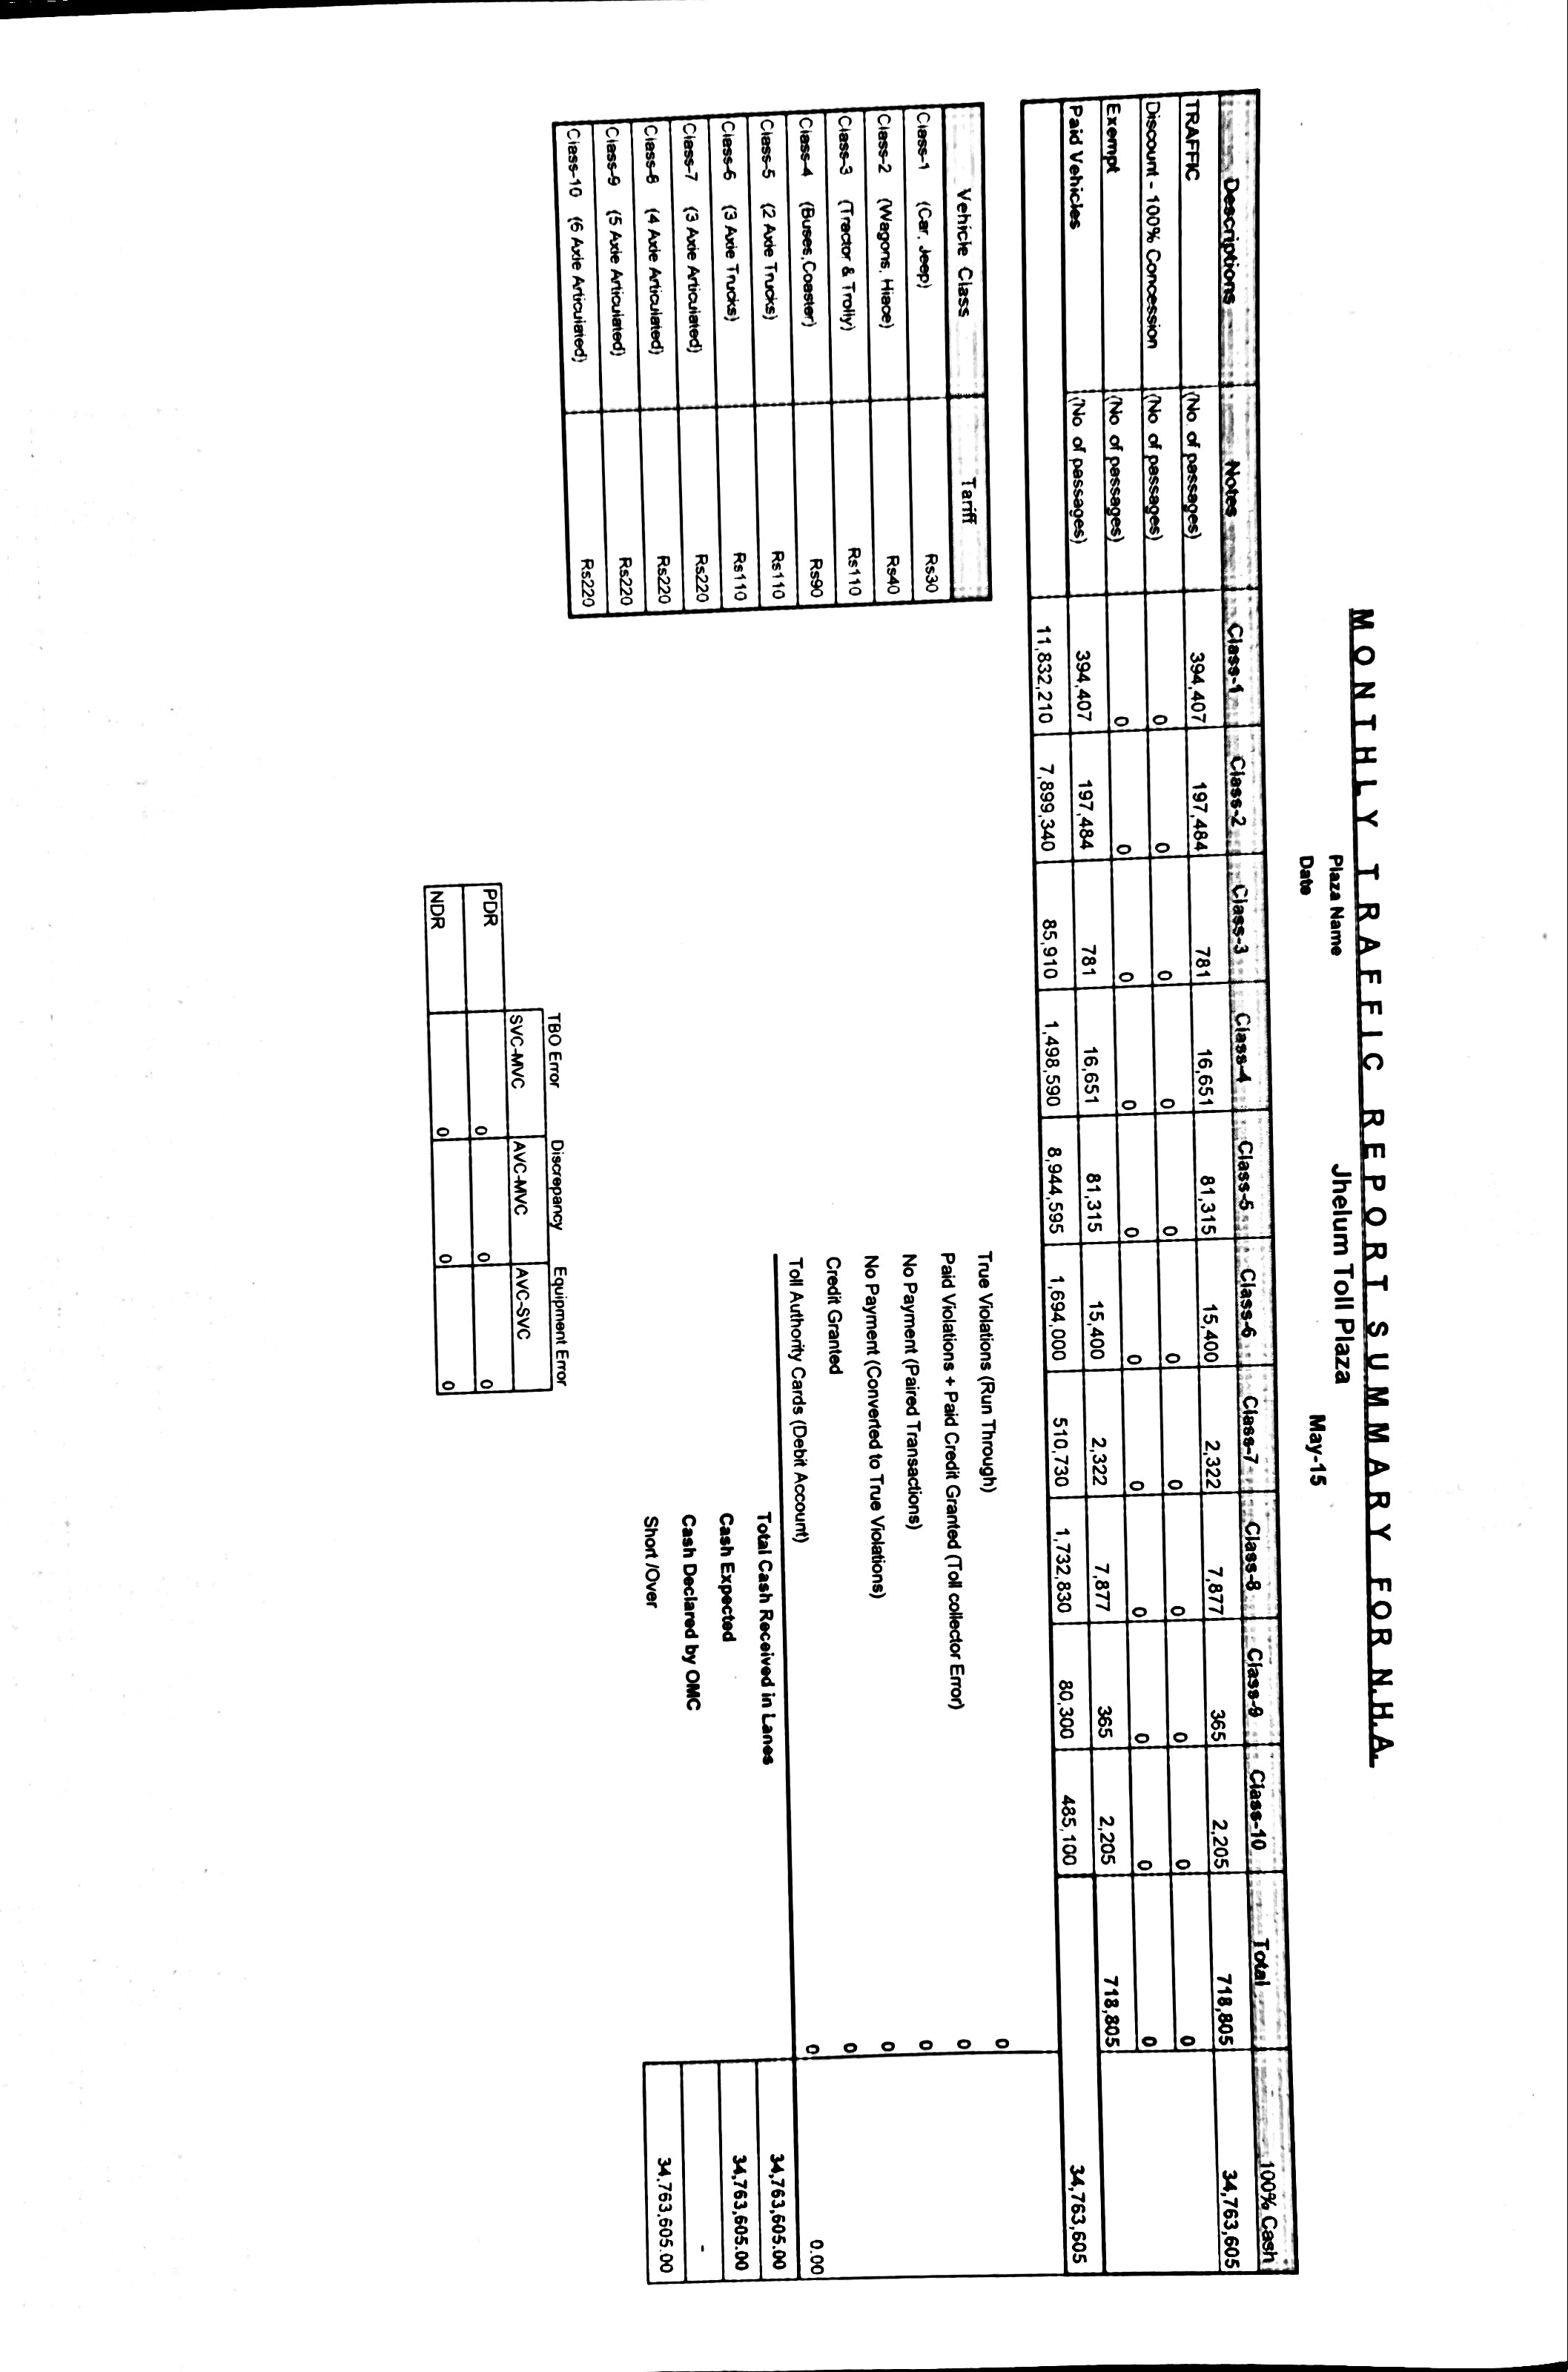 MONTHLY TRAFFIC REPORT SUMMARY FOR N.H.A.
Plaza Name Jhelum Toll Plaza
Date May-15
Descriptions Notes Class-1 Class-2 Class-3 Class-4 Class-5 Class-6 Class-7 Class-8 Class-9 Class-10 Total 100% Cash
TRAFFIC (No. of passages) 394,407 197,484 781 16,651 81,315 15,400 2,322 7,877 365 2,205 718,805 34,763,605
Discount - 100% Concession (No. of passages) 0 0 0 0 0 0 0 0 0 0 0
Exempt (No. of passages) 0 0 0 0 0 0 0 0 0 0 0
Paid Vehicles (No. of passages) 394,407 197,484 781 16,651 81,315 15,400 2,322 7,877 365 2,205 718,805
11,832,210 7,899,340 85,910 1,498,590 8,944,595 1,694,000 510,730 1,732,830 80,300 485,100 34,763,605
Vehicle Class Tariff
Class-1 (Car, Jeep) Rs30
Class-2 (Wagons, Hiace) Rs40
Class-3 (Tractor & Trolly) Rs110
Class-4 (Buses,Coaster) Rs90
Class-5 (2 Axle Trucks) Rs110
Class-6 (3 Axle Trucks) Rs110
Class-7 (3 Axle Articulated) Rs220
Class-8 (4 Axle Articulated) Rs220
Class-9 (5 Axle Articulated) Rs220
Class-10 (6 Axle Articulated) Rs220
True Violations (Run Through) 0
Paid Violations + Paid Credit Granted (Toll collector Error) 0
No Payment (Paired Transactions) 0
No Payment (Converted to True Violations) 0
Credit Granted 0
Toll Authority Cards (Debit Account) 0 0.00
Total Cash Received in Lanes 34,763,605.00
Cash Expected 34,763,605.00
Cash Declared by OMC -
Short /Over 34,763,605.00
TBO Error Discrepancy Equipment Error
SVC-MVC AVC-MVC AVC-SVC
PDR 0 0 0
NDR 0 0 0